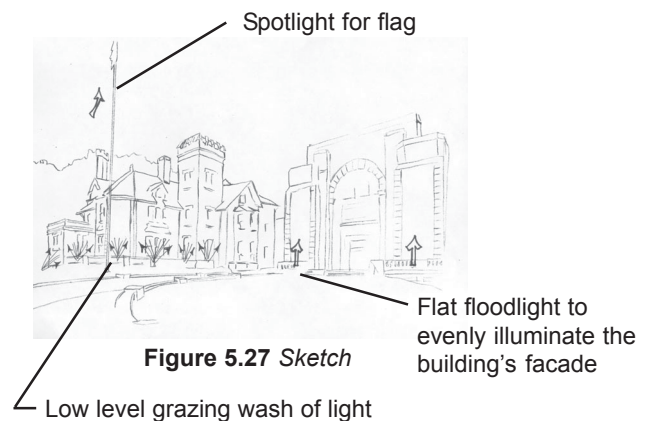 Spotlight for flag
Flat floodlight to
evenly illuminate the
building's facade
Figure 5.27 Sketch
Low level grazing wash of light